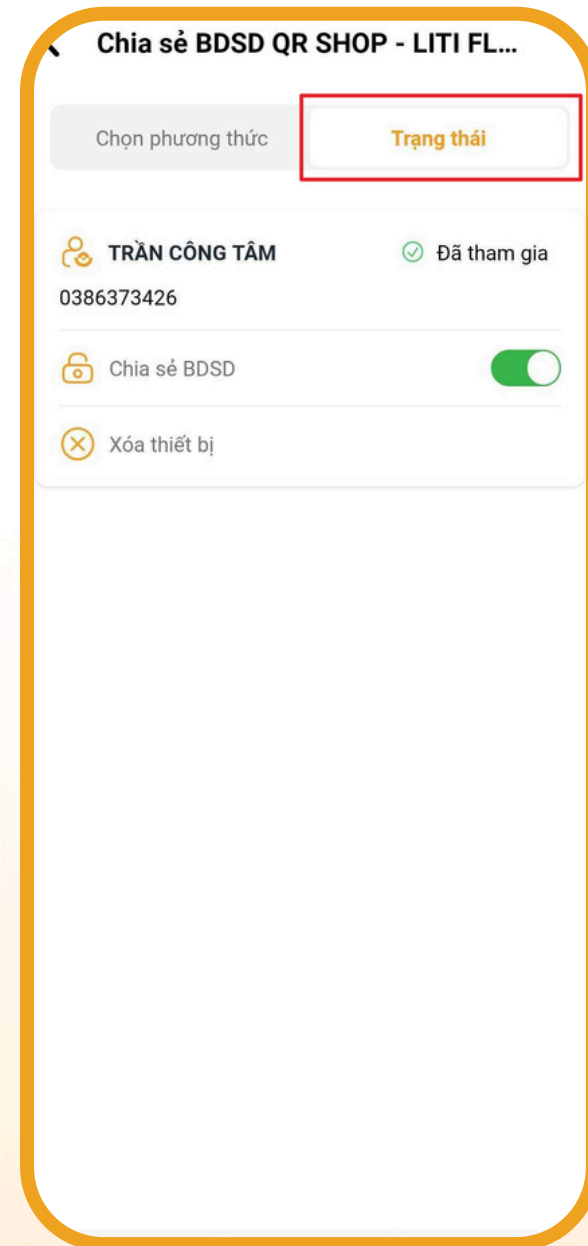 Chia sẻ BDSD QR SHOP - LITI FL...
Chọn phương thức
Trạng thái
TRẦN CÔNG TÂM
Đã tham gia
0386373426
Chia sẻ BDSD
Xóa thiết bị